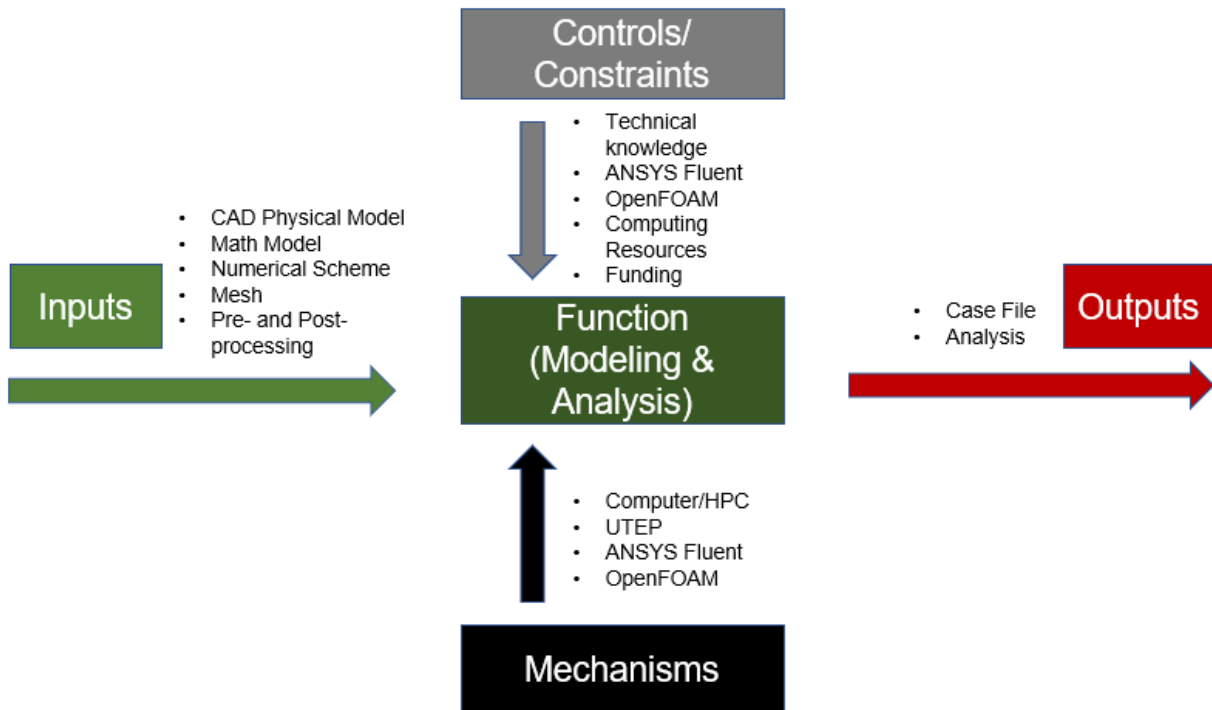 Controls/
Constraints
• Technical
knowledge
• ANSYS Fluent
• OpenFOAM
• Computing
Resources
• Funding
• CAD Physical Model
• Math Model
• Numerical Scheme
• Mesh
• Pre- and Post-
processing
Inputs
Function
(Modeling &
Analysis)
• Case File
• Analysis
Outputs
• Computer/HPC
• UTEP
• ANSYS Fluent
• OpenFOAM
Mechanisms